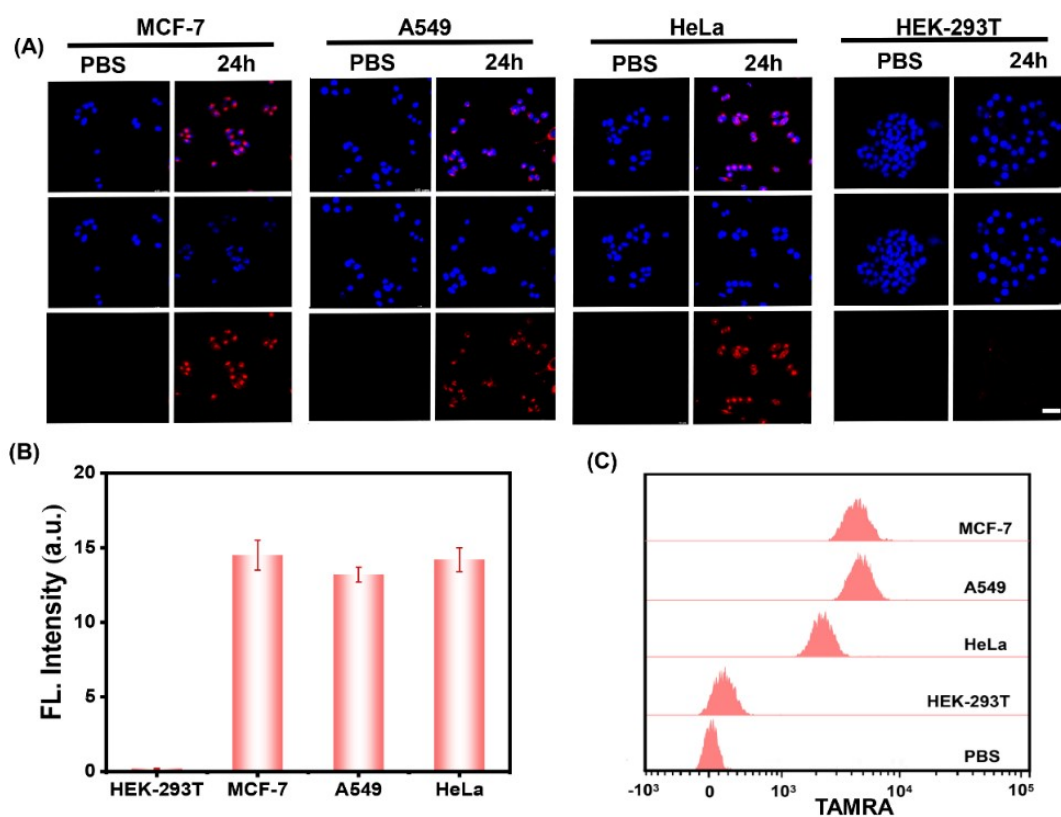 (A)
MCF-7 A549 HeLa HEK-293T
PBS 24h PBS 24h PBS 24h PBS 24h
(B)
FL. Intensity (a.u.)
20
15
10
5
0
HEK-293T MCF-7 A549 HeLa
(C)
MCF-7
A549
HeLa
HEK-293T
PBS
-10³ 0 10³ 10⁴ 10⁵
TAMRA